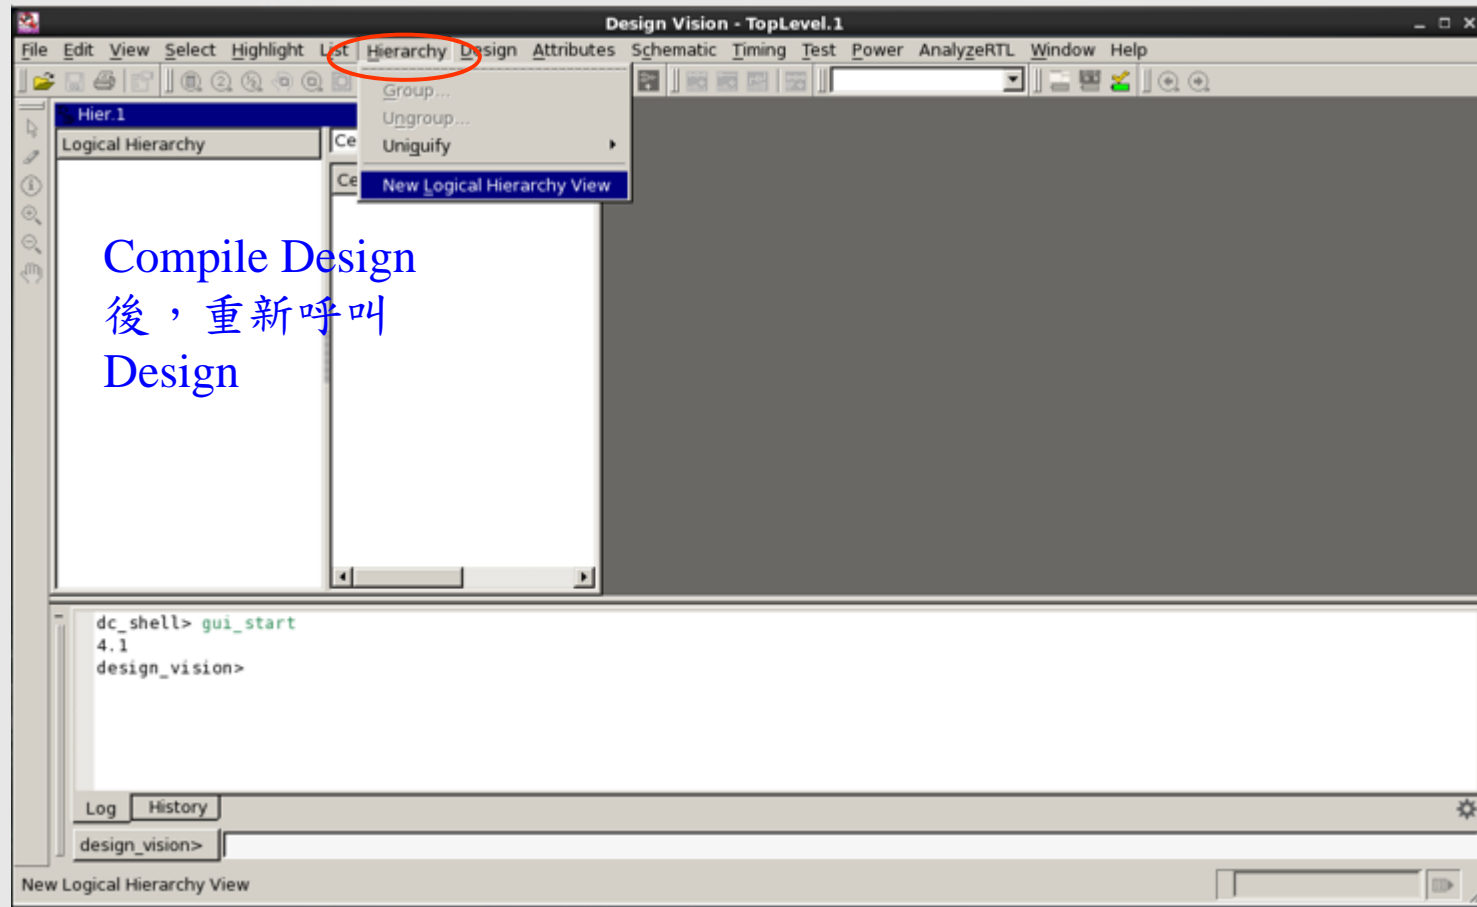 Design Vision - TopLevel.1
File Edit View Select Highlight List Hierarchy Design Attributes Schematic Timing Test Power AnalyzeRTL Window Help
Group...
Ungroup...
Uniquify
New Logical Hierarchy View
Hier.1
Logical Hierarchy
Ce
Ce
Compile Design
後，重新呼叫
Design
dc_shell> gui_start
4.1
design_vision>
Log History
design_vision>
New Logical Hierarchy View